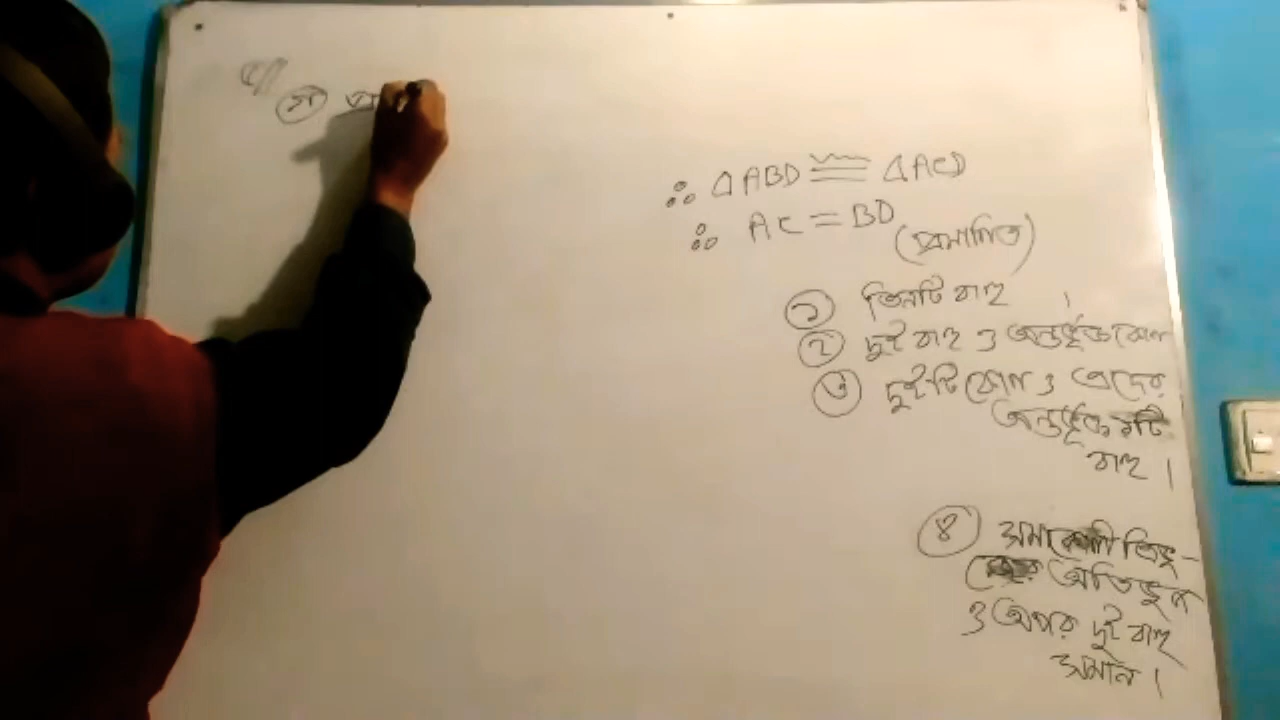 গ
∴ △ABD ≅ △ACD
∴ AC = BD
(প্রমাণিত)
১ তিনটি বাহু ।
২ দুই বাহু ও অন্তর্ভূক্ত কোণ
৩ দুইটি কোণ ও এদের
অন্তর্ভূক্ত
বাহু ।
৪ সমকোণী ত্রিভু-
জের অতিভুজ
ও অপর দুই বাহু
সমান ।